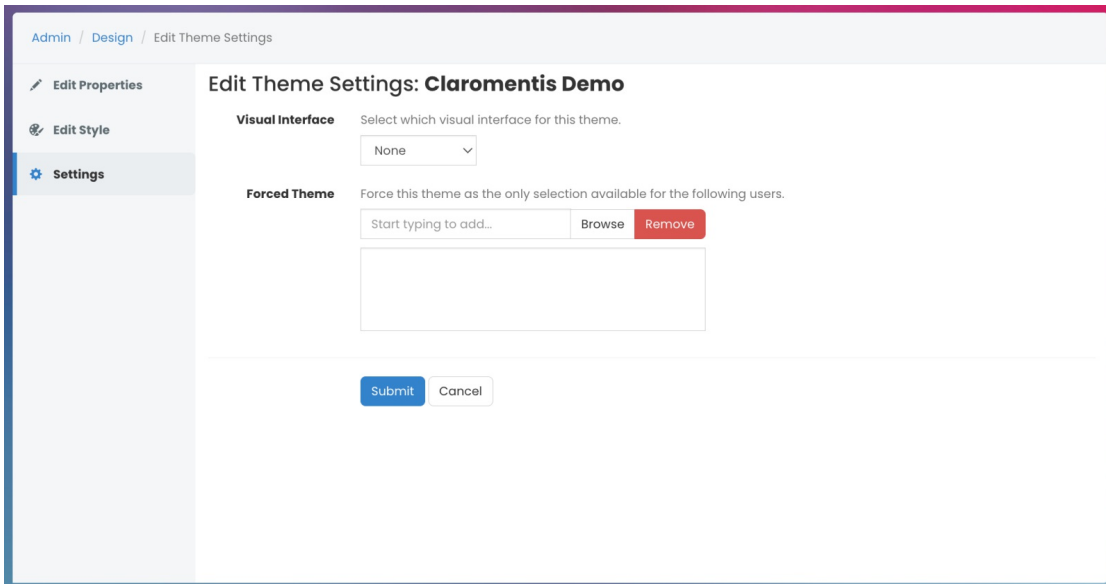 Admin / Design / Edit Theme Settings
Edit Properties
Edit Style
Settings
Edit Theme Settings: Claromentis Demo
Visual Interface Select which visual interface for this theme.
None
Forced Theme Force this theme as the only selection available for the following users.
Start typing to add... Browse Remove
Submit Cancel